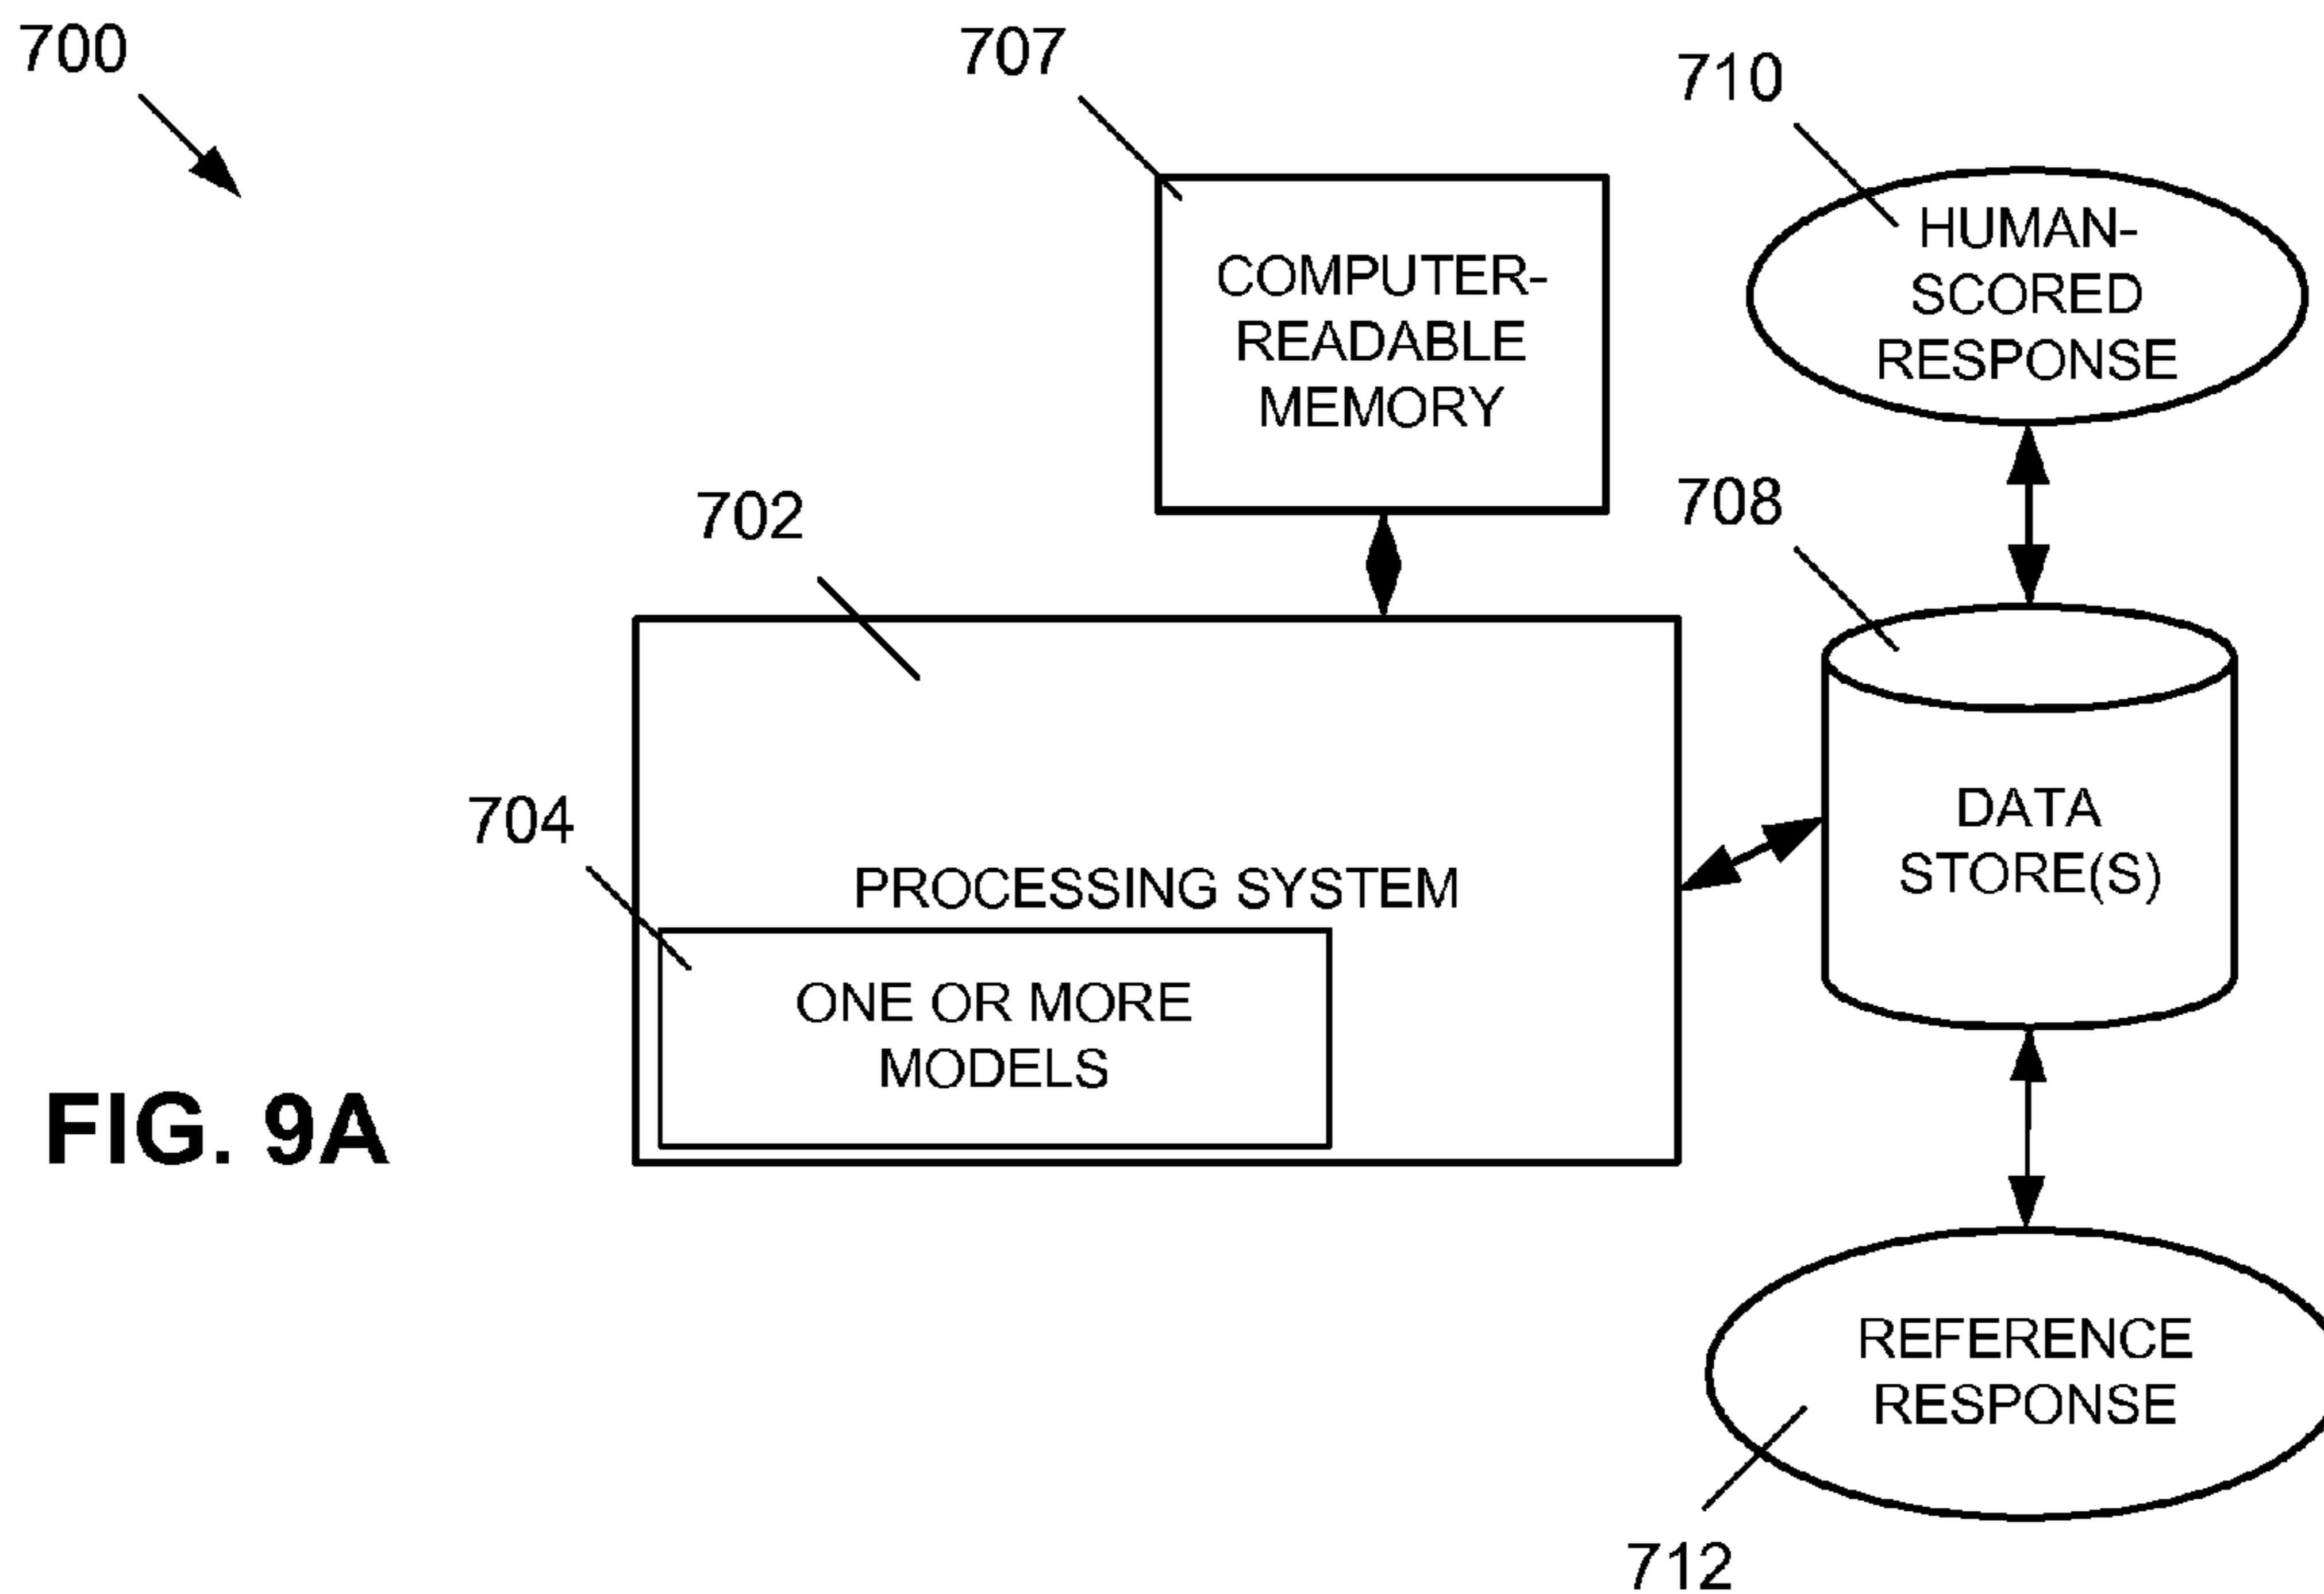 700
707
710
COMPUTER-
READABLE
MEMORY
HUMAN-
SCORED
RESPONSE
702
708
704
PROCESSING SYSTEM
ONE OR MORE
MODELS
DATA
STORE(S)
FIG. 9A
REFERENCE
RESPONSE
712